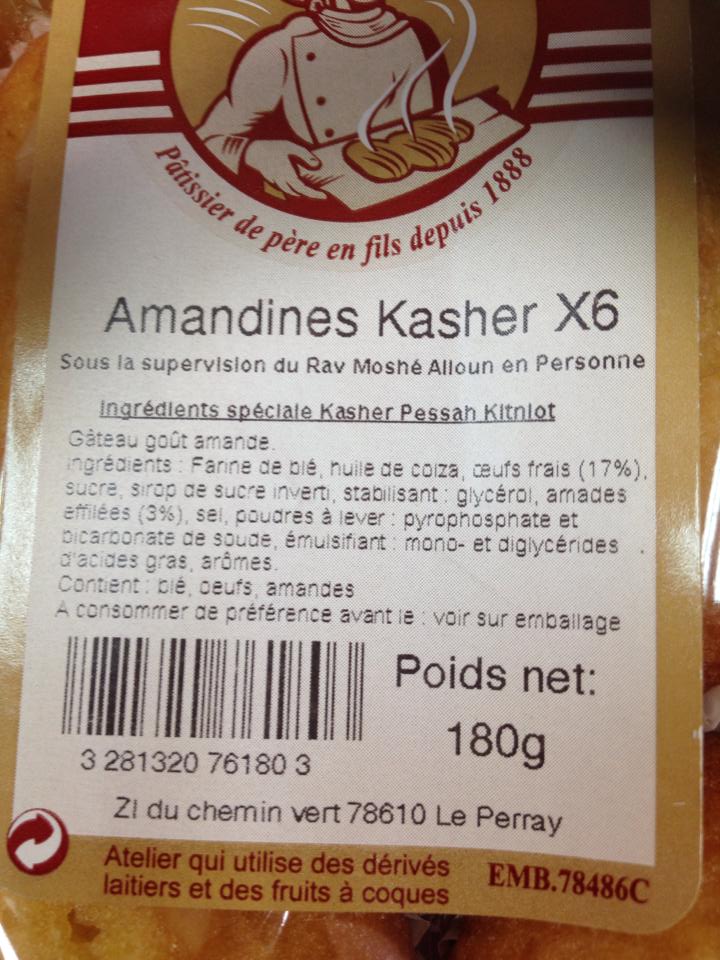 Pâtissier de père en fils depuis 1888
Amandines Kasher X6
Sous la supervision du Rav Moshé Alloun en Personne
Ingrédients spéciale Kasher Pessah Kitniot
Gâteau goût amande.
ingrédients : Farine de blé, huile de colza, œufs frais (17%),
sucre, sirop de sucre inverti, stabilisant : glycérol, amades
effilées (3%), sel, poudres à lever : pyrophosphate et
bicarbonate de soude, émulsifiant : mono- et diglycérides
d'acides gras, arômes.
Contient : blé, oeufs, amandes
A consommer de préférence avant le : voir sur emballage
Poids net:
180g
3 281320 76180 3
ZI du chemin vert 78610 Le Perray
Atelier qui utilise des dérivés
laitiers et des fruits à coques
EMB.78486C